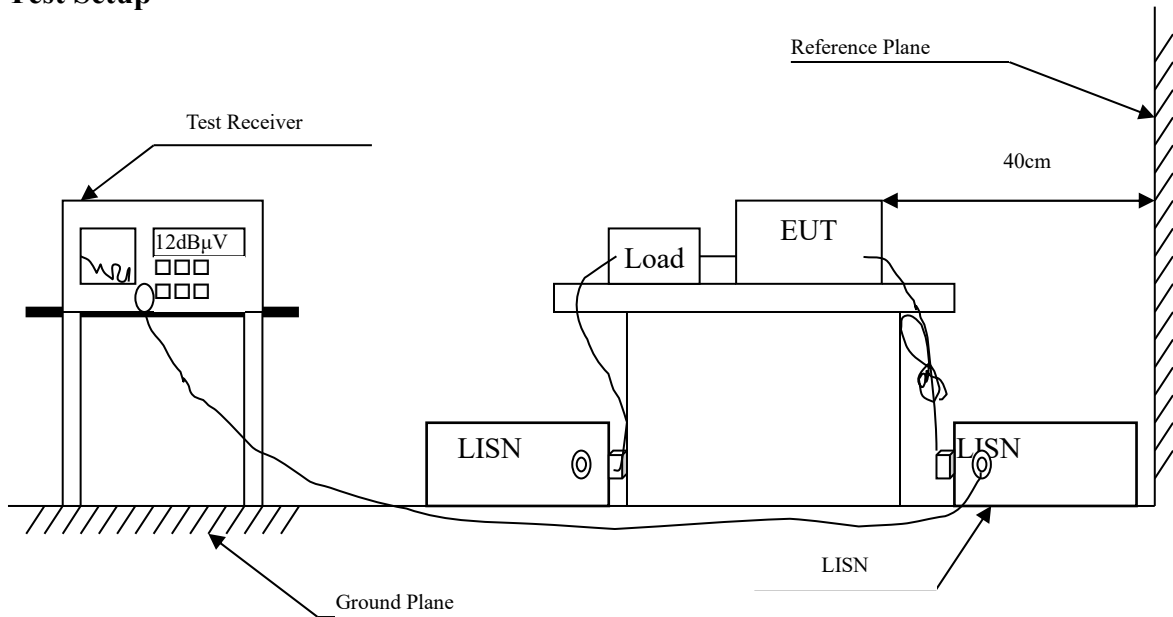 Test Setup
Reference Plane
Test Receiver
40cm
12dBµV
Load
EUT
LISN
LISN
LISN
Ground Plane